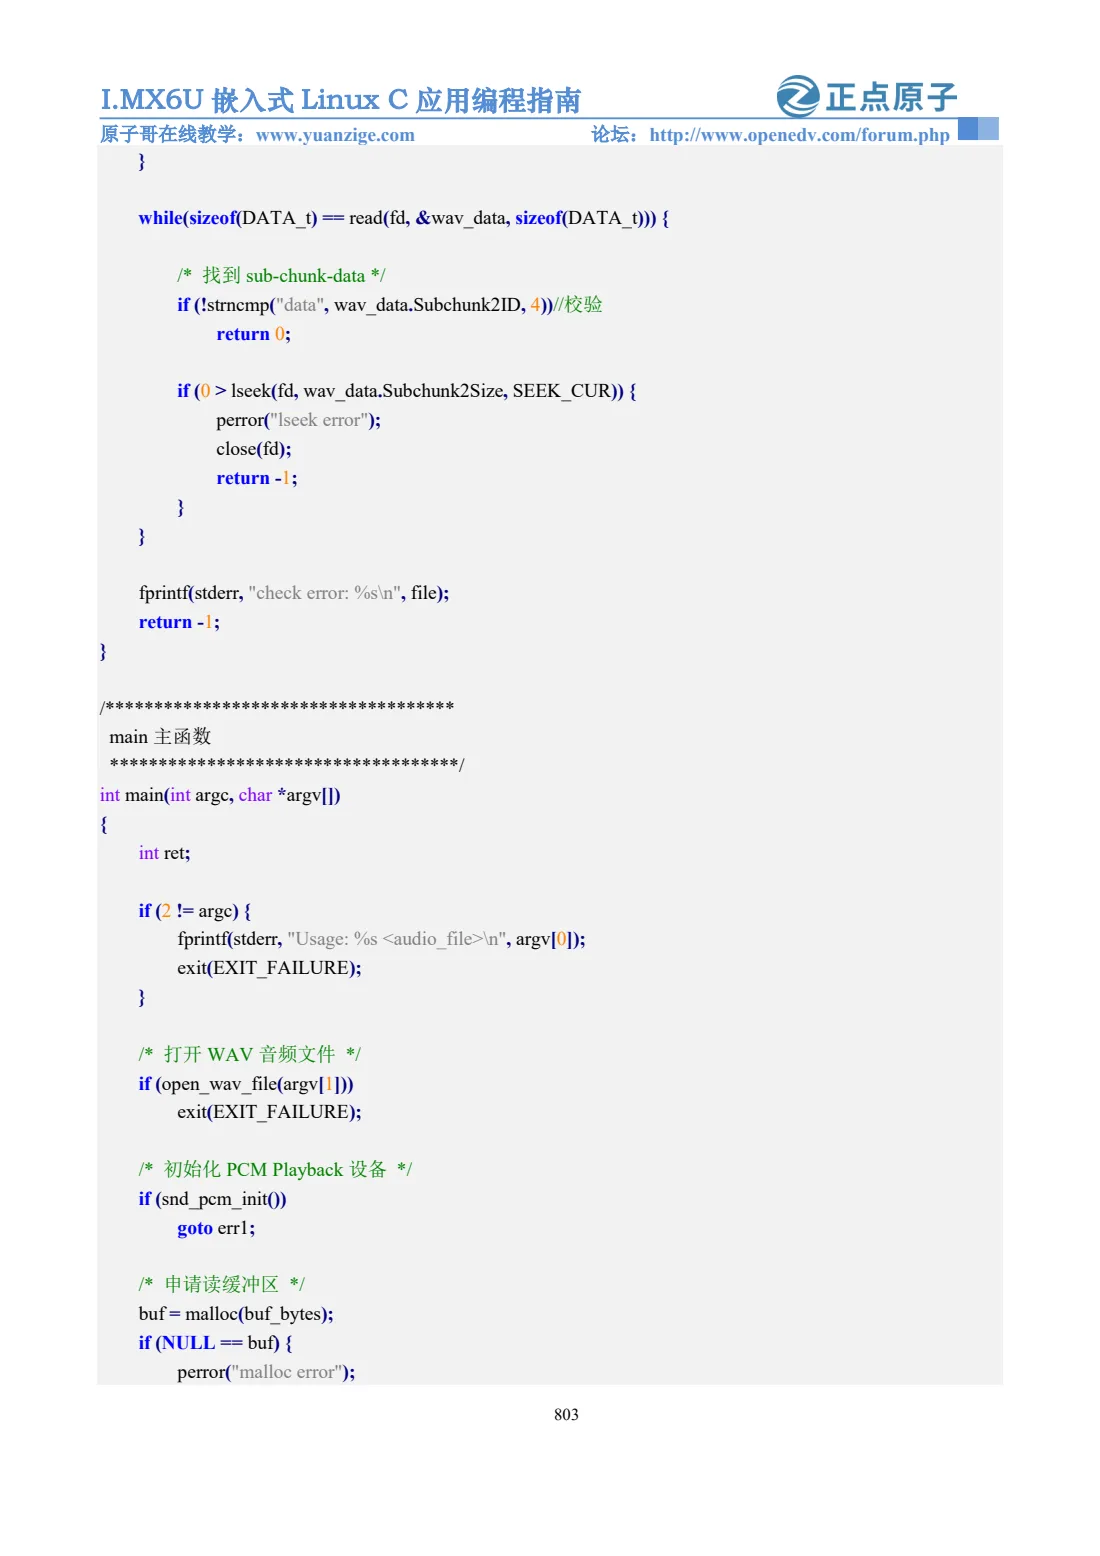 I.MX6U 嵌入式 Linux C 应用编程指南
正点原子
原子哥在线教学：www.yuanzige.com 论坛：http://www.openedv.com/forum.php
}
while(sizeof(DATA_t) == read(fd, &wav_data, sizeof(DATA_t))) {
/* 找到 sub-chunk-data */
if (!strncmp("data", wav_data.Subchunk2ID, 4))//校验
return 0;
if (0 > lseek(fd, wav_data.Subchunk2Size, SEEK_CUR)) {
perror("lseek error");
close(fd);
return -1;
}
}
fprintf(stderr, "check error: %s\n", file);
return -1;
}
/************************************
main 主函数
************************************/
int main(int argc, char *argv[])
{
int ret;
if (2 != argc) {
fprintf(stderr, "Usage: %s <audio_file>\n", argv[0]);
exit(EXIT_FAILURE);
}
/* 打开 WAV 音频文件 */
if (open_wav_file(argv[1]))
exit(EXIT_FAILURE);
/* 初始化 PCM Playback 设备 */
if (snd_pcm_init())
goto err1;
/* 申请读缓冲区 */
buf = malloc(buf_bytes);
if (NULL == buf) {
perror("malloc error");
803